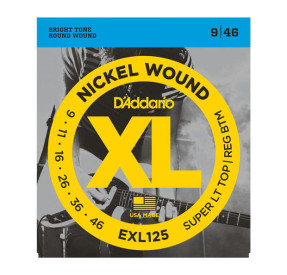 BRIGHT TONE
ROUND WOUND
9|46
NICKEL WOUND
D'Addario
XL
9 • 11 • 16 • 26 • 36 • 46
SUPER LT TOP/REG BTM
USA MADE
EXL125